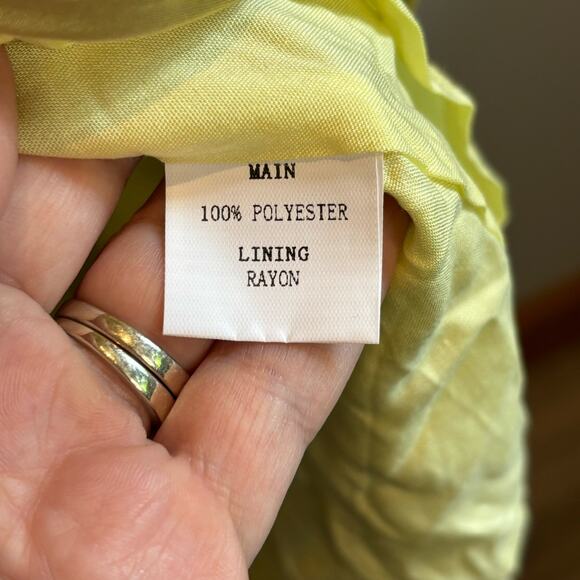 MAIN
100% POLYESTER
LINING
RAYON